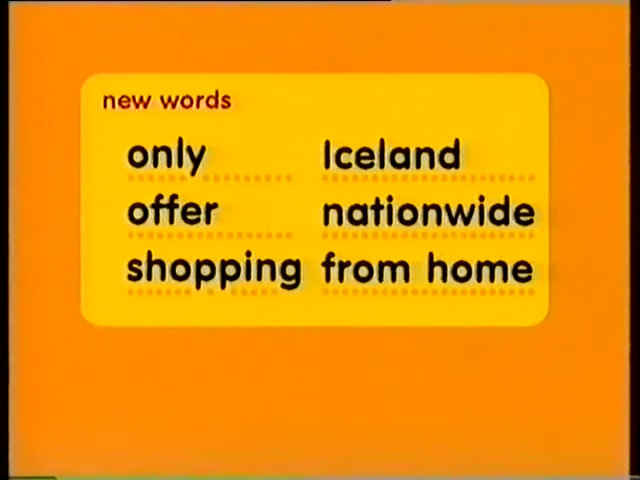 new words
only Iceland
offer nationwide
shopping from home